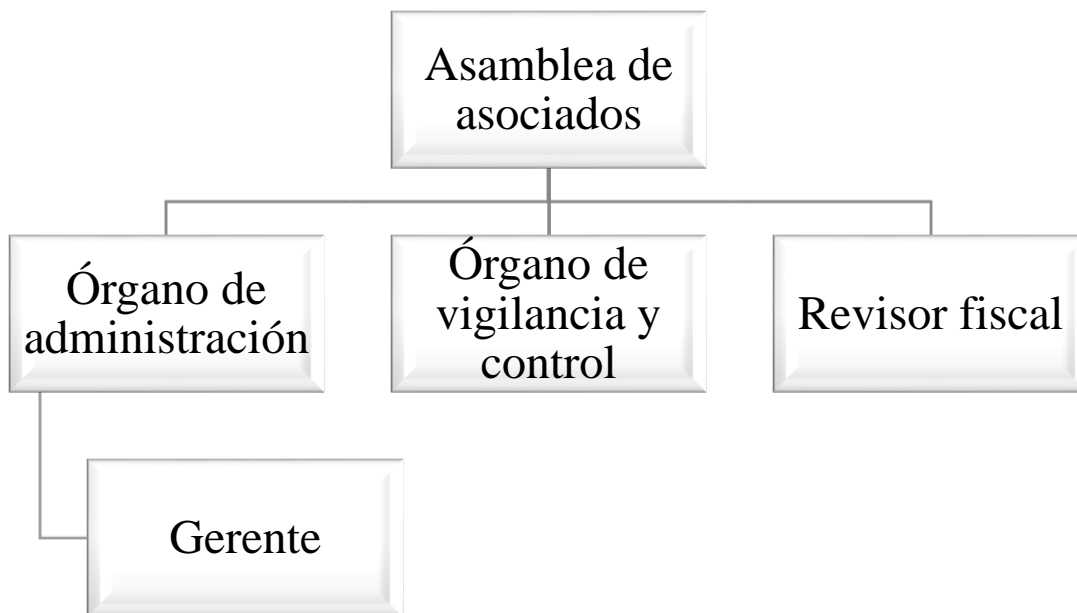 Asamblea de
asociados
Órgano de
administración
Órgano de
vigilancia y
control
Revisor fiscal
Gerente